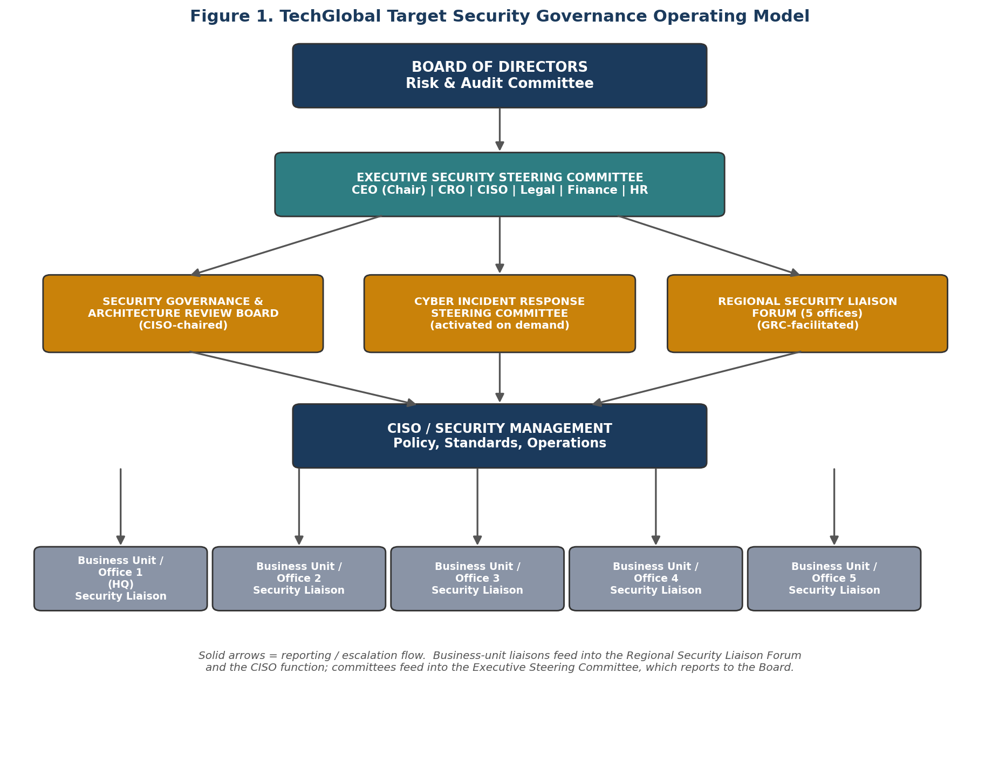 Figure 1. TechGlobal Target Security Governance Operating Model
BOARD OF DIRECTORS
Risk & Audit Committee
EXECUTIVE SECURITY STEERING COMMITTEE
CEO (Chair) | CRO | CISO | Legal | Finance | HR
SECURITY GOVERNANCE &
ARCHITECTURE REVIEW BOARD
(CISO-chaired)
CYBER INCIDENT RESPONSE
STEERING COMMITTEE
(activated on demand)
REGIONAL SECURITY LIAISON
FORUM (5 offices)
(GRC-facilitated)
CISO / SECURITY MANAGEMENT
Policy, Standards, Operations
Business Unit /
Office 1
(HQ)
Security Liaison
Business Unit /
Office 2
Security Liaison
Business Unit /
Office 3
Security Liaison
Business Unit /
Office 4
Security Liaison
Business Unit /
Office 5
Security Liaison
Solid arrows = reporting / escalation flow.  Business-unit liaisons feed into the Regional Security Liaison Forum
and the CISO function; committees feed into the Executive Steering Committee, which reports to the Board.